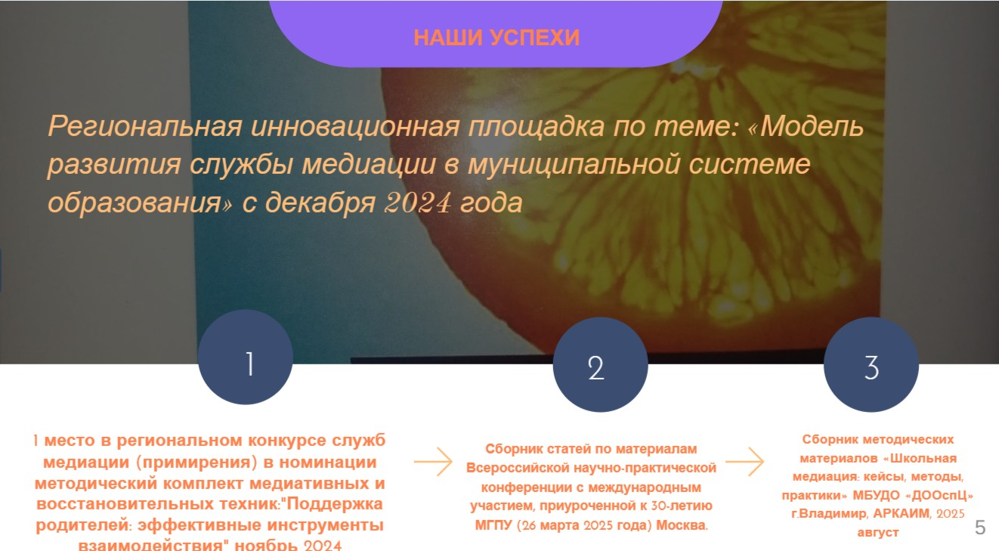 НАШИ УСПЕХИ
Региональная инновационная площадка по теме: «Модель
развития службы медиации в муниципальной системе
образования» с декабря 2024 года
1
2
3
1 место в региональном конкурсе служб
медиации (примирения) в номинации
методический комплект медиативных и
восстановительных техник:"Поддержка
родителей: эффективные инструменты
взаимодействия" ноябрь 2024
Сборник статей по материалам
Всероссийской научно-практической
конференции с международным
участием, приуроченной к 30-летию
МГПУ (26 марта 2025 года) Москва.
Сборник методических
материалов «Школьная
медиация: кейсы, методы,
практики» МБУДО «ДООспЦ»
г.Владимир, АРКАИМ, 2025
август
5